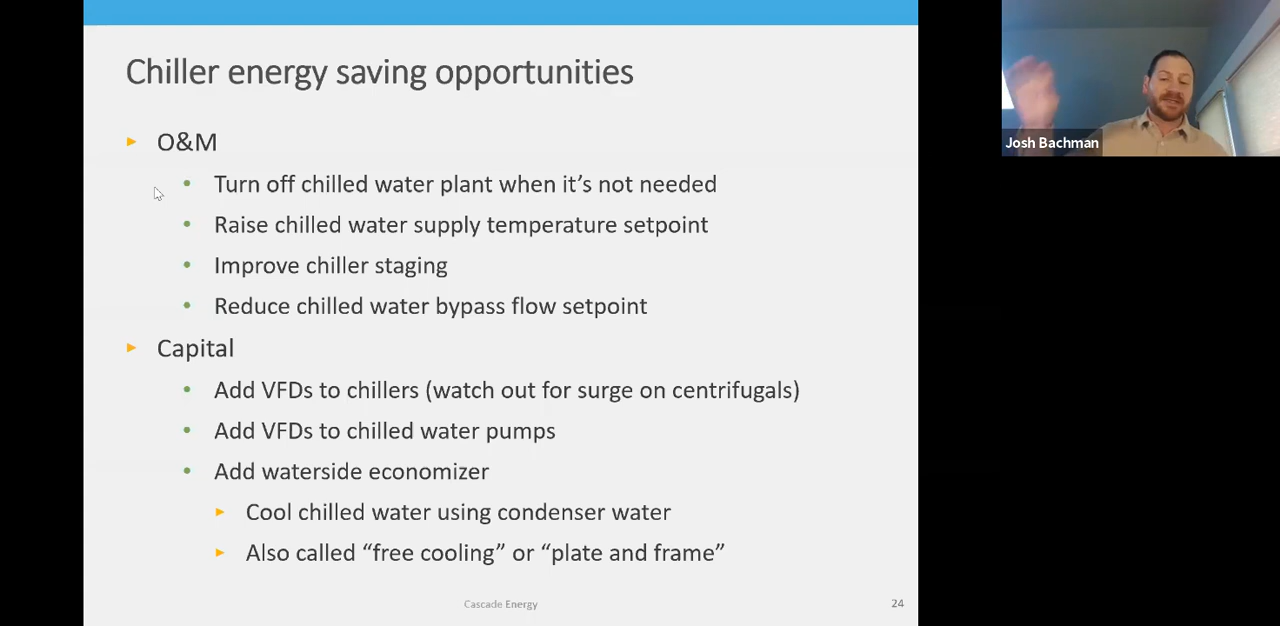 Chiller energy saving opportunities
O&M
Turn off chilled water plant when it’s not needed
Raise chilled water supply temperature setpoint
Improve chiller staging
Reduce chilled water bypass flow setpoint
Capital
Add VFDs to chillers (watch out for surge on centrifugals)
Add VFDs to chilled water pumps
Add waterside economizer
Cool chilled water using condenser water
Also called “free cooling” or “plate and frame”
Cascade Energy
24
Josh Bachman